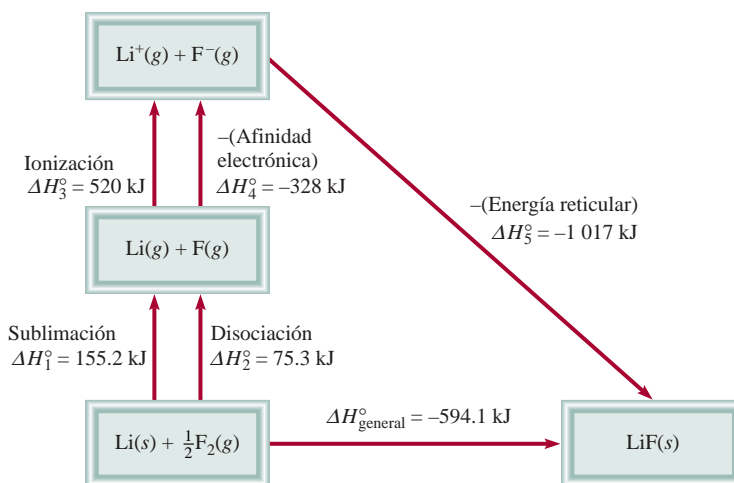 Li⁺(g) + F⁻(g)
–(Afinidad
electrónica)
Ionización
ΔH°₃ = 520 kJ
ΔH°₄ = –328 kJ
–(Energía reticular)
ΔH°₅ = –1 017 kJ
Li(g) + F(g)
Sublimación
ΔH°₁ = 155.2 kJ
Disociación
ΔH°₂ = 75.3 kJ
ΔH°general = –594.1 kJ
Li(s) + ½F₂(g)
LiF(s)